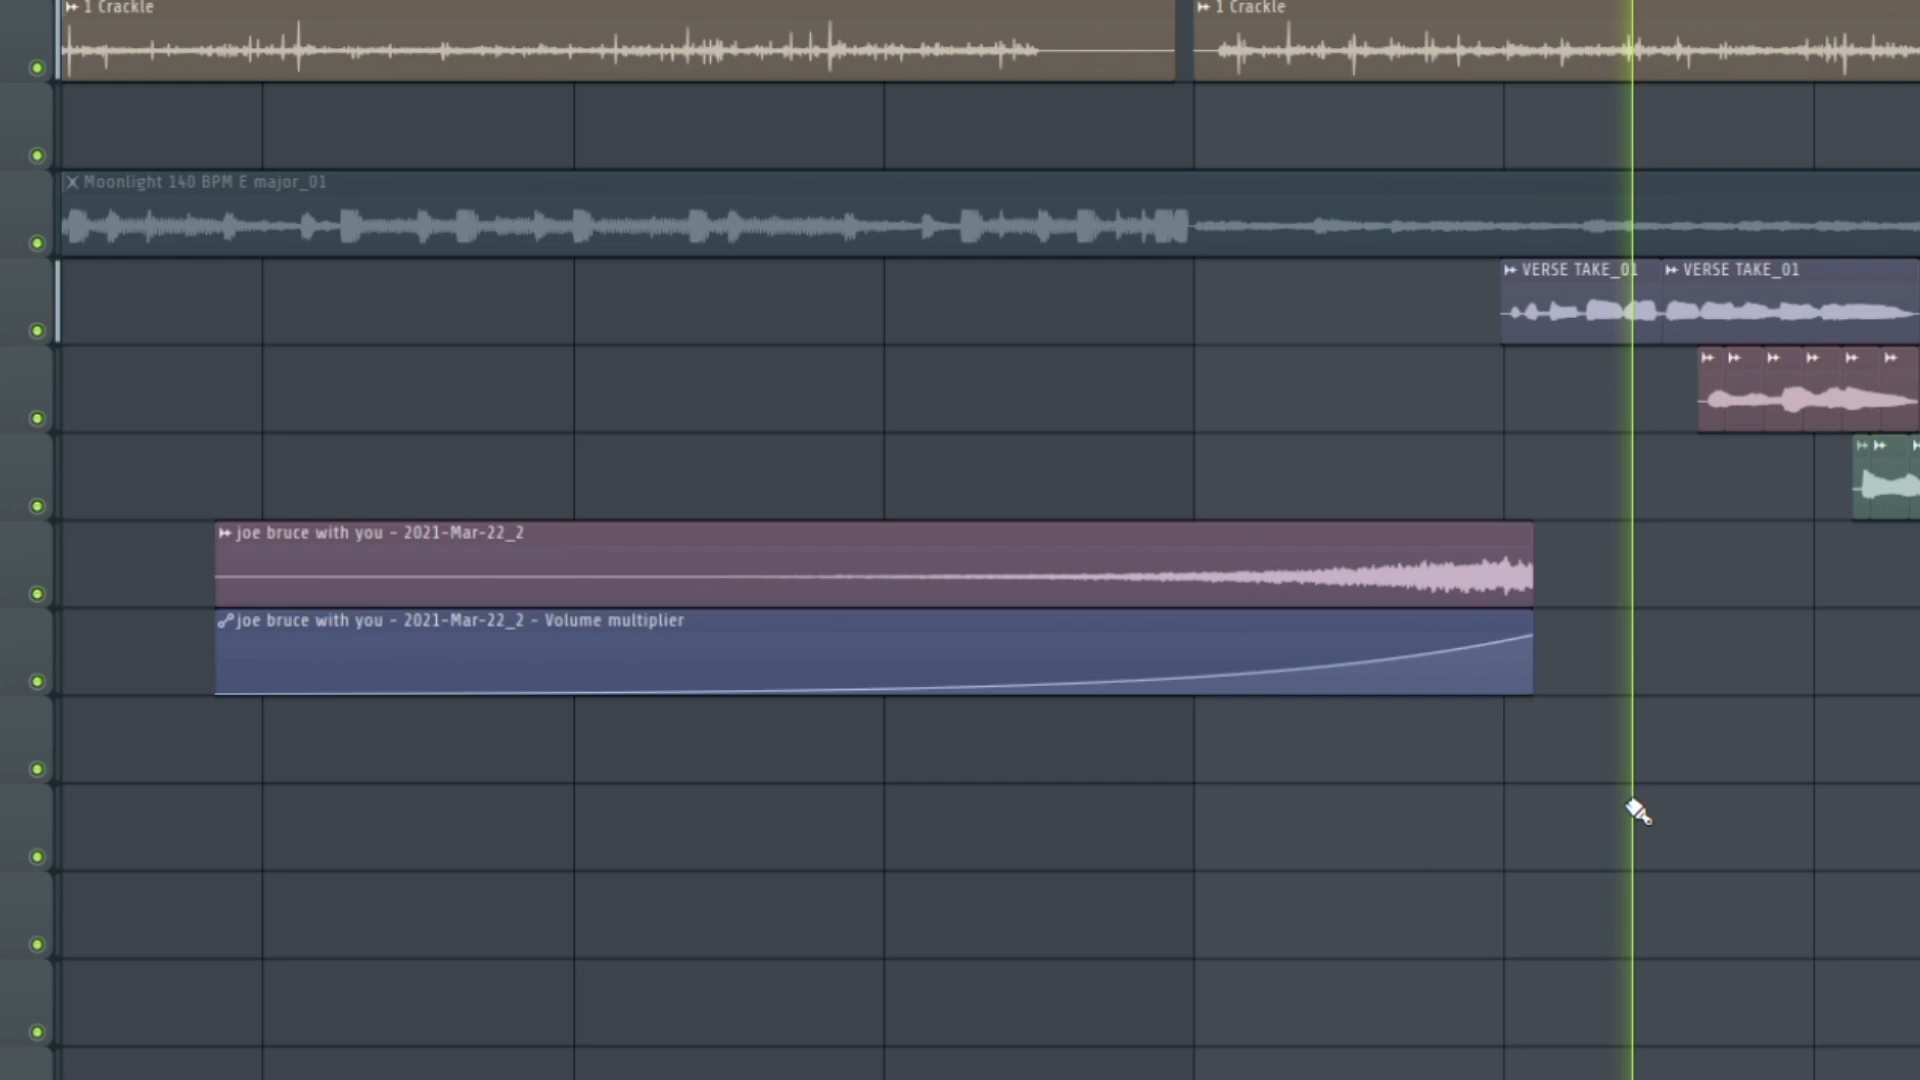 1 Crackle
1 Crackle
Moonlight 140 BPM E major_01
VERSE TAKE_01
VERSE TAKE_01
joe bruce with you - 2021-Mar-22_2
joe bruce with you - 2021-Mar-22_2 - Volume multiplier